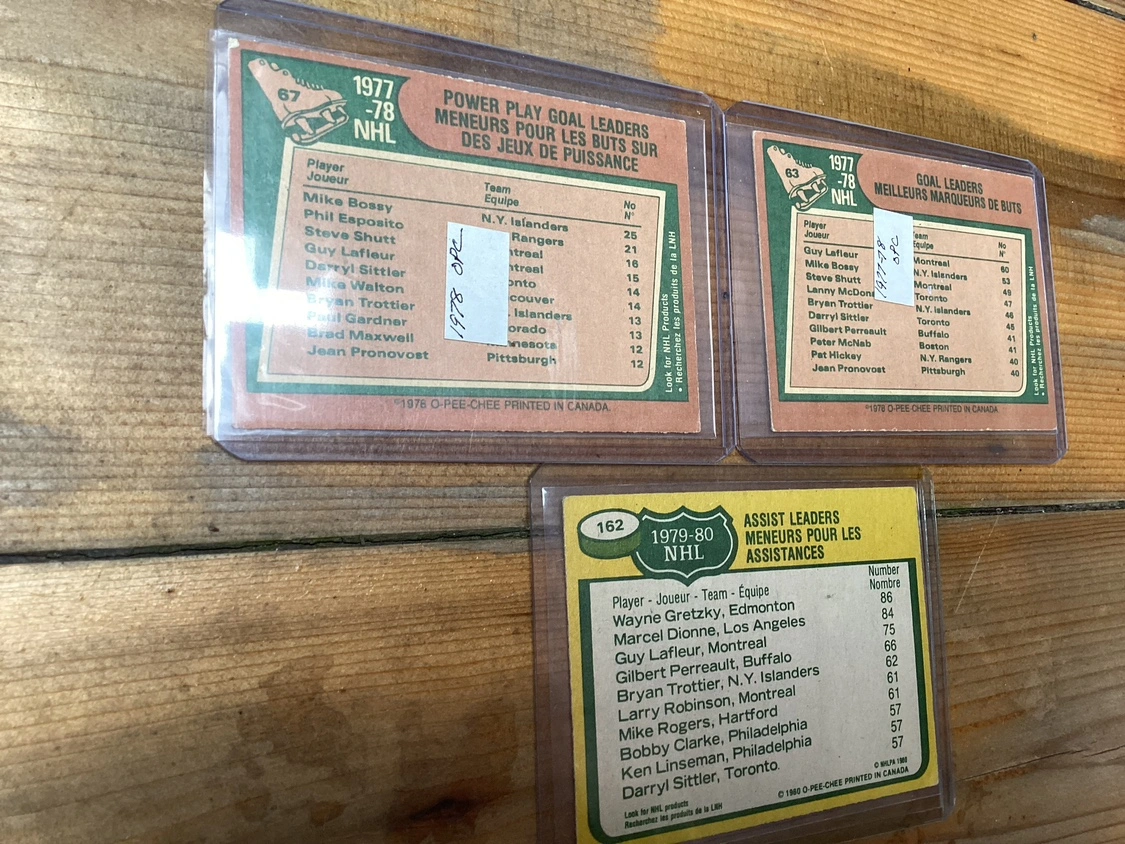 67
1977
-78
NHL
POWER PLAY GOAL LEADERS
MENEURS POUR LES BUTS SUR
DES JEUX DE PUISSANCE
Player Team No
Joueur Équipe N°
Mike Bossy N.Y. Islanders 25
Phil Esposito Rangers 21
Steve Shutt 16
Guy Lafleur 15
Darryl Sittler 14
Mike Walton 14
Bryan Trottier Islanders 13
Paul Gardner 13
Brad Maxwell 12
Jean Pronovost Pittsburgh 12
1978 OPC
Look for NHL Products
• Recherchez les produits de la LNH
©1978 O-PEE-CHEE PRINTED IN CANADA.
63
1977
-78
NHL
GOAL LEADERS
MEILLEURS MARQUEURS DE BUTS
Player No
Joueur N°
Guy Lafleur Montreal 60
Mike Bossy N.Y. Islanders 53
Steve Shutt Montreal 49
Lanny Toronto 47
Bryan Trottier N.Y. Islanders 46
Darryl Sittler Toronto 45
Gilbert Perreault Buffalo 41
Peter McNab Boston 41
Pat Hickey N.Y. Rangers 40
Jean Pronovost Pittsburgh 40
1977-78
OPC
Look for NHL Products
• Recherchez les produits de la LNH
©1978 O-PEE-CHEE PRINTED IN CANADA
162
1979-80
NHL
ASSIST LEADERS
MENEURS POUR LES
ASSISTANCES
Number
Player - Joueur - Team - Équipe Nombre
Wayne Gretzky, Edmonton 86
Marcel Dionne, Los Angeles 84
Guy Lafleur, Montreal 75
Gilbert Perreault, Buffalo 66
Bryan Trottier, N.Y. Islanders 62
Larry Robinson, Montreal 61
Mike Rogers, Hartford 61
Bobby Clarke, Philadelphia 57
Ken Linseman, Philadelphia 57
Darryl Sittler, Toronto. 57
© NHLPA 1980
Look for NHL products
Recherchez les produits de la LNH
© 1980 O-PEE-CHEE PRINTED IN CANADA